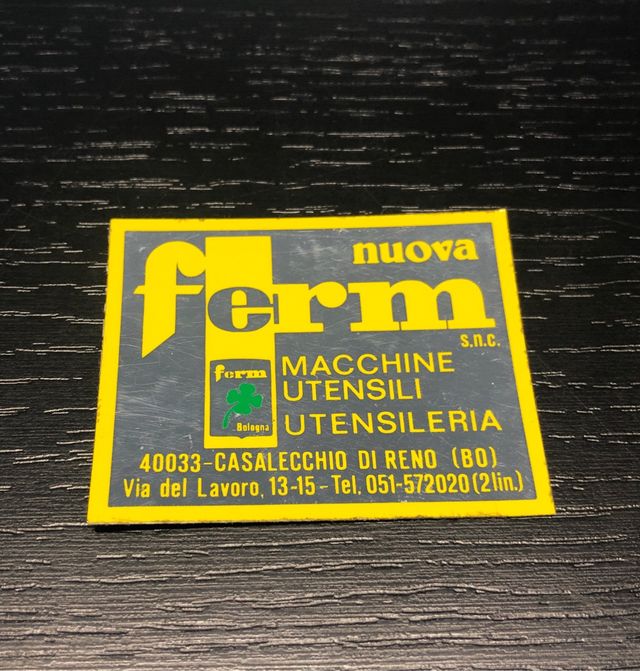 nuova
ferm
s.n.c.
ferm
Bologna
MACCHINE
UTENSILI
UTENSILERIA
40033-CASALECCHIO DI RENO (BO)
Via del Lavoro, 13-15 - Tel. 051-572020 (2 lin.)